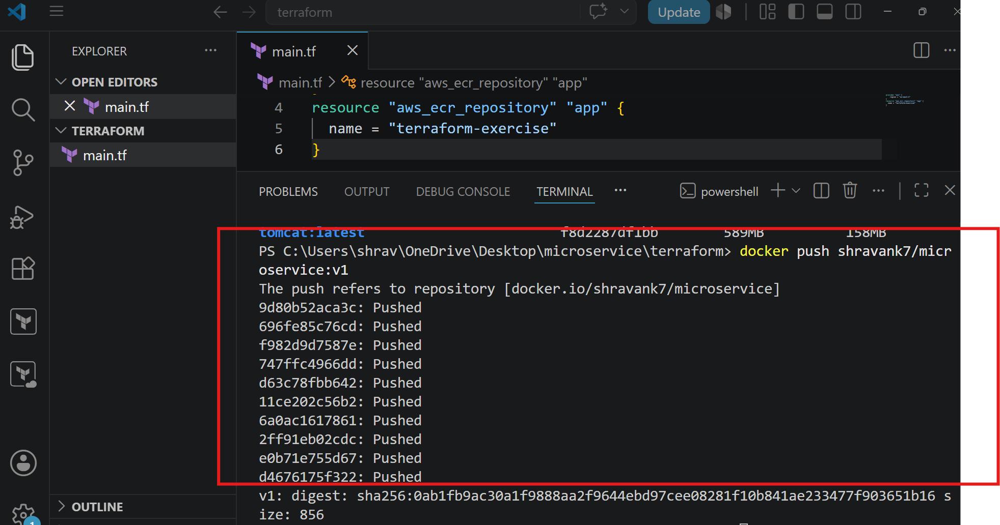 terraform
Update
EXPLORER
OPEN EDITORS
main.tf
TERRAFORM
main.tf
OUTLINE
1
main.tf
main.tf > resource "aws_ecr_repository" "app"
4 resource "aws_ecr_repository" "app" {
5 name = "terraform-exercise"
6 }
PROBLEMS OUTPUT DEBUG CONSOLE TERMINAL powershell
tomcat:latest f8d2287df1bb 589MB 158MB
PS C:\Users\shrav\OneDrive\Desktop\microservice\terraform> docker push shravank7/micr
oservice:v1
The push refers to repository [docker.io/shravank7/microservice]
9d80b52aca3c: Pushed
696fe85c76cd: Pushed
f982d9d7587e: Pushed
747ffc4966dd: Pushed
d63c78fbb642: Pushed
11ce202c56b2: Pushed
6a0ac1617861: Pushed
2ff91eb02cdc: Pushed
e0b71e755d67: Pushed
d4676175f322: Pushed
v1: digest: sha256:0ab1fb9ac30a1f9888aa2f9644ebd97cee08281f10b841ae233477f903651b16 s
ize: 856